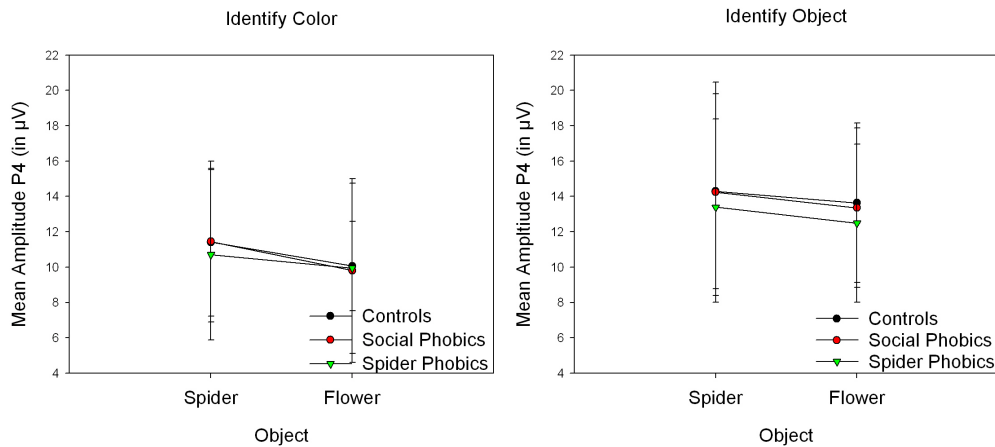 Identify Color
Mean Amplitude P4 (in µV)
22
20
18
16
14
12
10
8
6
4
Controls
Social Phobics
Spider Phobics
Spider Flower
Object
Identify Object
Mean Ampltiude P4 (in µV)
22
20
18
16
14
12
10
8
6
4
Controls
Social Phobics
Spider Phobics
Spider Flower
Object